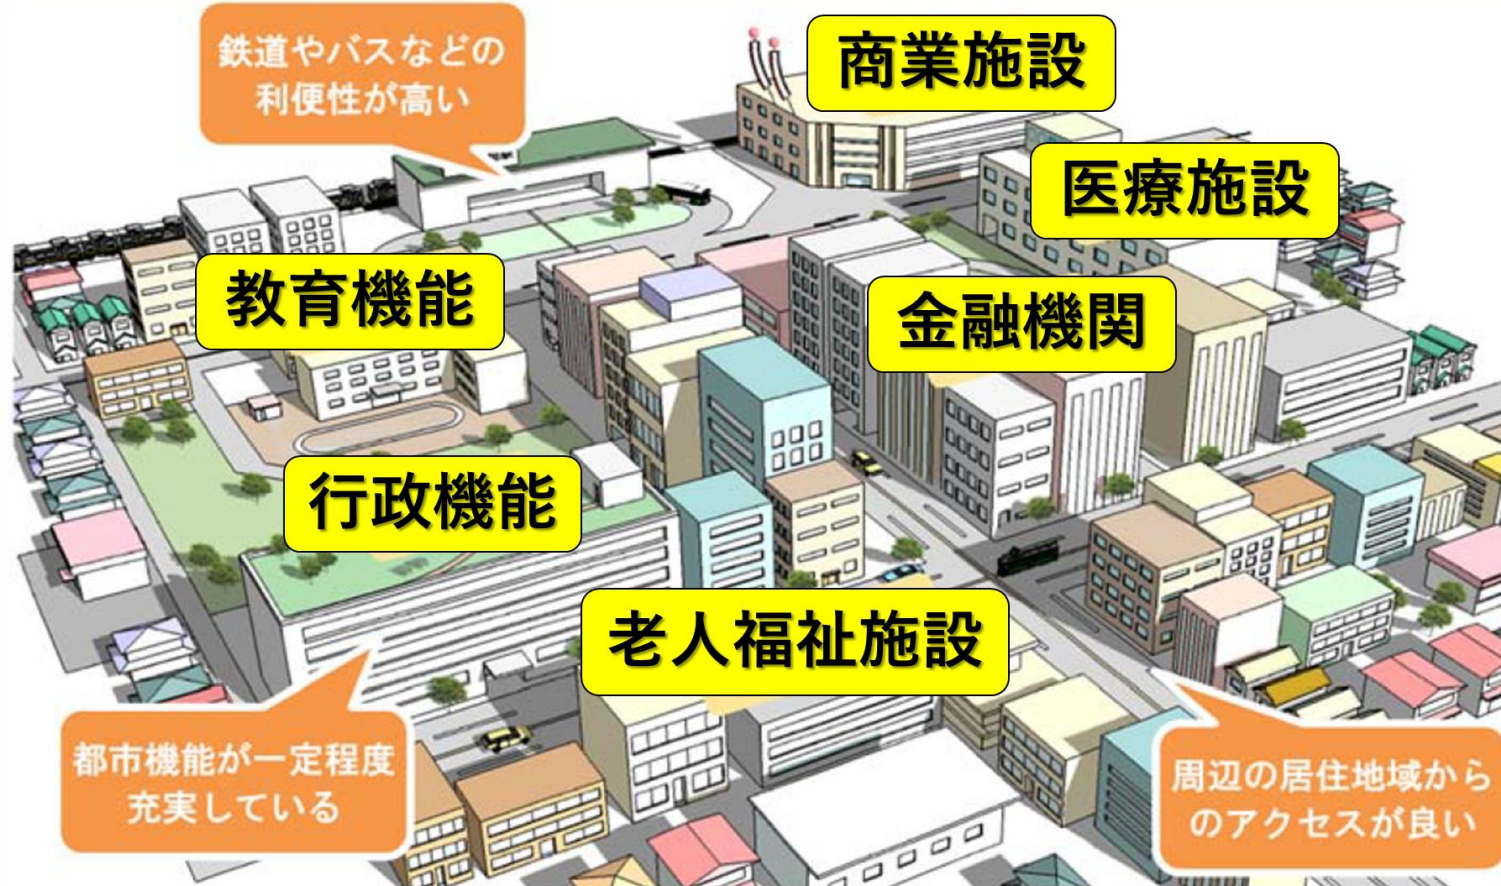 鉄道やバスなどの
利便性が高い
商業施設
医療施設
教育機能
金融機関
行政機能
老人福祉施設
都市機能が一定程度
充実している
周辺の居住地域から
のアクセスが良い